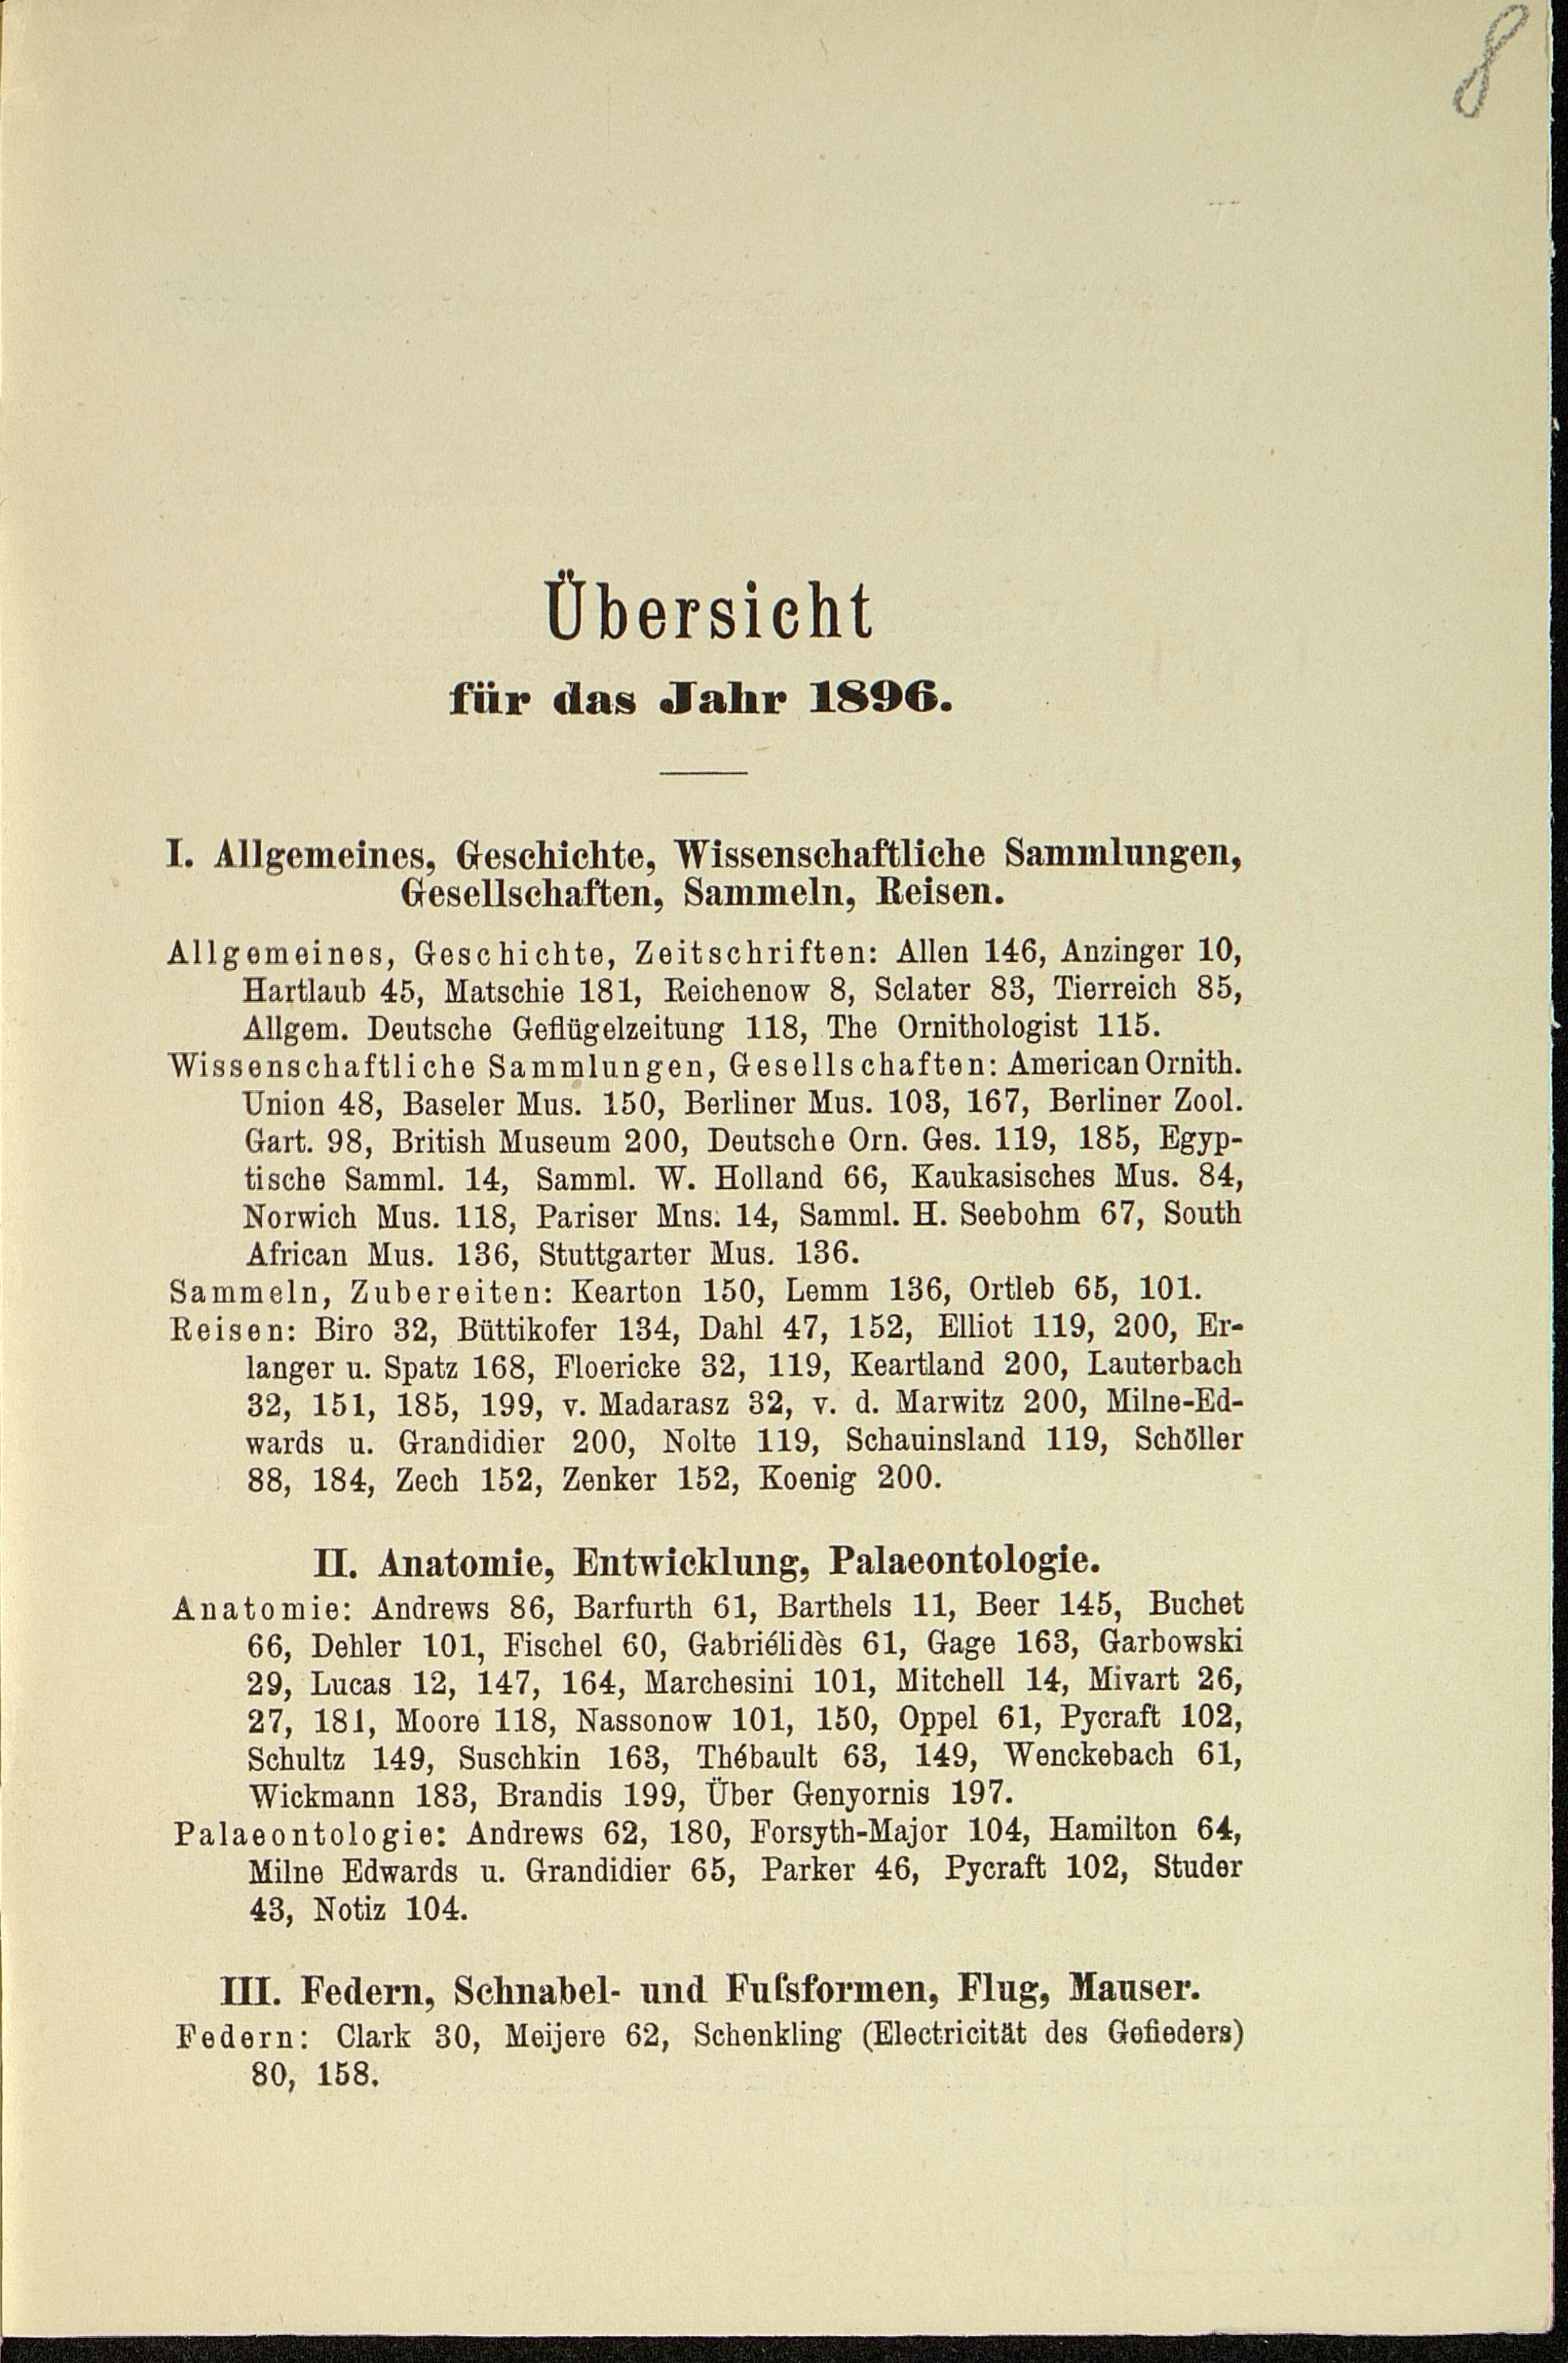 8
Übersicht
für das Jahr 1896.
I. Allgemeines, Geschichte, Wissenschaftliche Sammlungen,
Gesellschaften, Sammeln, Reisen.
Allgemeines, Geschichte, Zeitschriften: Allen 146, Anzinger 10,
Hartlaub 45, Matschie 181, Reichenow 8, Sclater 83, Tierreich 85,
Allgem. Deutsche Geflügelzeitung 118, The Ornithologist 115.
Wissenschaftliche Sammlungen, Gesellschaften: American Ornith.
Union 48, Baseler Mus. 150, Berliner Mus. 103, 167, Berliner Zool.
Gart. 98, British Museum 200, Deutsche Orn. Ges. 119, 185, Egyp-
tische Samml. 14, Samml. W. Holland 66, Kaukasisches Mus. 84,
Norwich Mus. 118, Pariser Mns. 14, Samml. H. Seebohm 67, South
African Mus. 136, Stuttgarter Mus. 136.
Sammeln, Zubereiten: Kearton 150, Lemm 136, Ortleb 65, 101.
Reisen: Biro 32, Büttikofer 134, Dahl 47, 152, Elliot 119, 200, Er-
langer u. Spatz 168, Floericke 32, 119, Keartland 200, Lauterbach
32, 151, 185, 199, v. Madarasz 32, v. d. Marwitz 200, Milne-Ed-
wards u. Grandidier 200, Nolte 119, Schauinsland 119, Schöller
88, 184, Zech 152, Zenker 152, Koenig 200.
II. Anatomie, Entwicklung, Palaeontologie.
Anatomie: Andrews 86, Barfurth 61, Barthels 11, Beer 145, Buchet
66, Dehler 101, Fischel 60, Gabriélidès 61, Gage 163, Garbowski
29, Lucas 12, 147, 164, Marchesini 101, Mitchell 14, Mivart 26,
27, 181, Moore 118, Nassonow 101, 150, Oppel 61, Pycraft 102,
Schultz 149, Suschkin 163, Thébault 63, 149, Wenckebach 61,
Wickmann 183, Brandis 199, Über Genyornis 197.
Palaeontologie: Andrews 62, 180, Forsyth-Major 104, Hamilton 64,
Milne Edwards u. Grandidier 65, Parker 46, Pycraft 102, Studer
43, Notiz 104.
III. Federn, Schnabel- und Fuſsformen, Flug, Mauser.
Federn: Clark 30, Meijere 62, Schenkling (Electricität des Gefieders)
80, 158.